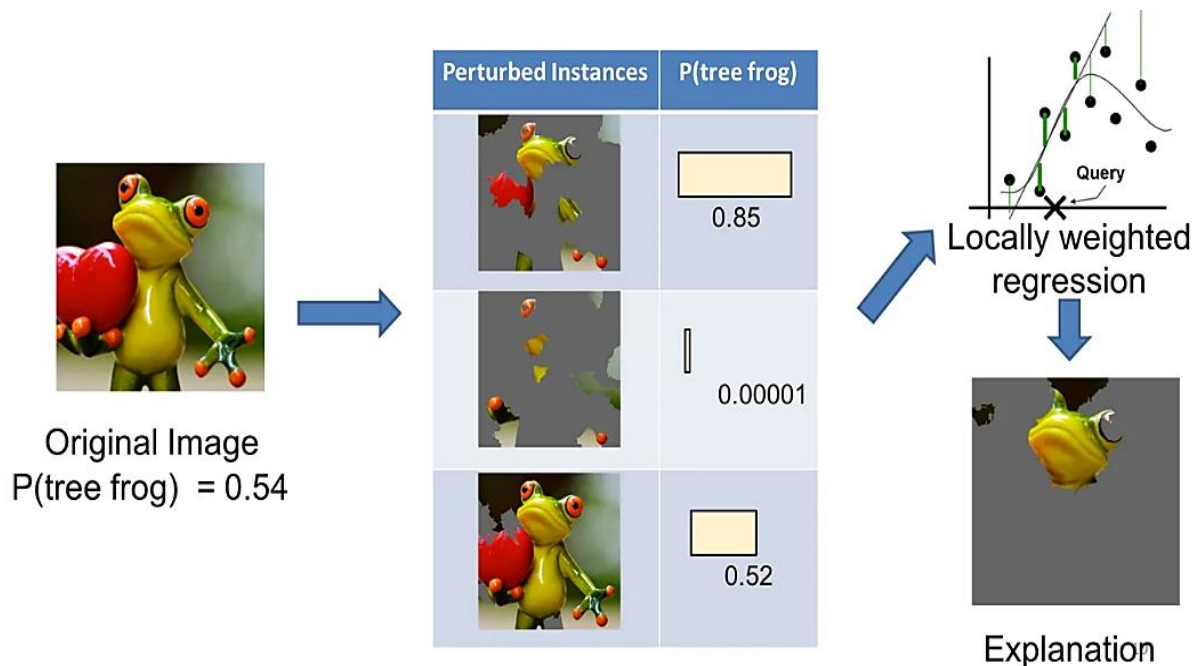 Original Image
P(tree frog) = 0.54
Perturbed Instances
P(tree frog)
0.85
0.00001
0.52
Query
Locally weighted
regression
Explanation